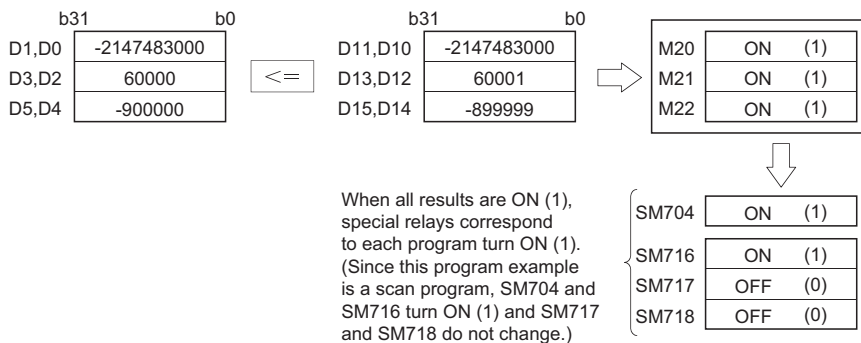 b31 b0 b31 b0
D1,D0 -2147483000 D11,D10 -2147483000 M20 ON (1)
D3,D2 60000 <= D13,D12 60001 M21 ON (1)
D5,D4 -900000 D15,D14 -899999 M22 ON (1)
When all results are ON (1),
special relays correspond
to each program turn ON (1).
(Since this program example
is a scan program, SM704 and
SM716 turn ON (1) and SM717
and SM718 do not change.)
SM704 ON (1)
SM716 ON (1)
SM717 OFF (0)
SM718 OFF (0)